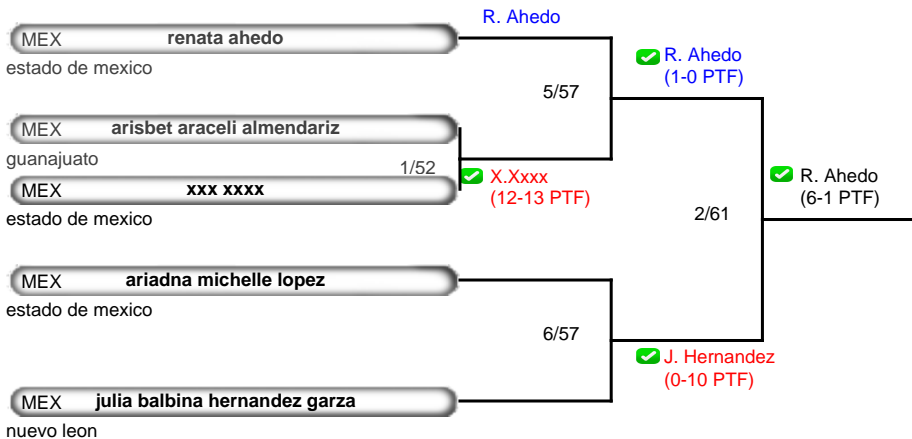 R. Ahedo
MEX renata ahedo
estado de mexico
R. Ahedo
(1-0 PTF)
5/57
MEX arisbet araceli almendariz
guanajuato
1/52
X.Xxxx
(12-13 PTF)
MEX xxx xxxx
estado de mexico
R. Ahedo
(6-1 PTF)
2/61
MEX ariadna michelle lopez
estado de mexico
6/57
J. Hernandez
(0-10 PTF)
MEX julia balbina hernandez garza
nuevo leon